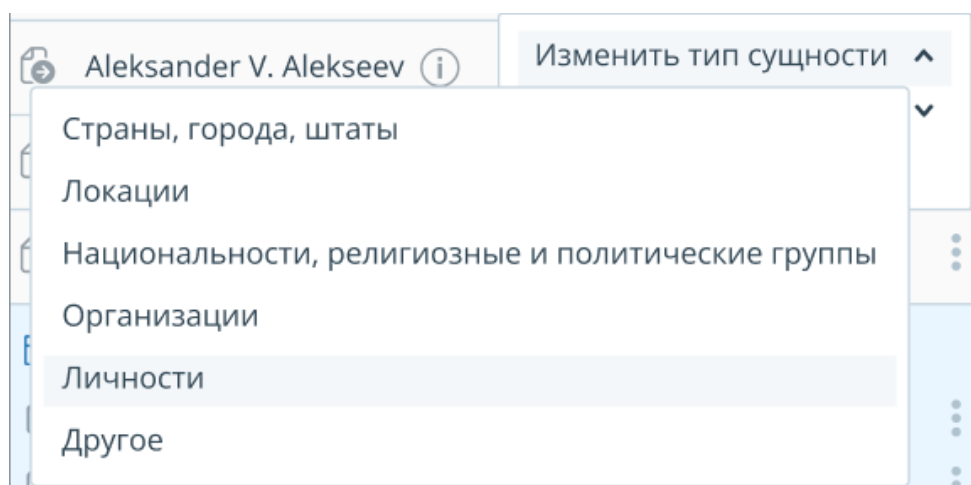 Aleksander V. Alekseev
Изменить тип сущности
Страны, города, штаты
Локации
Национальности, религиозные и политические группы
Организации
Личности
Другое